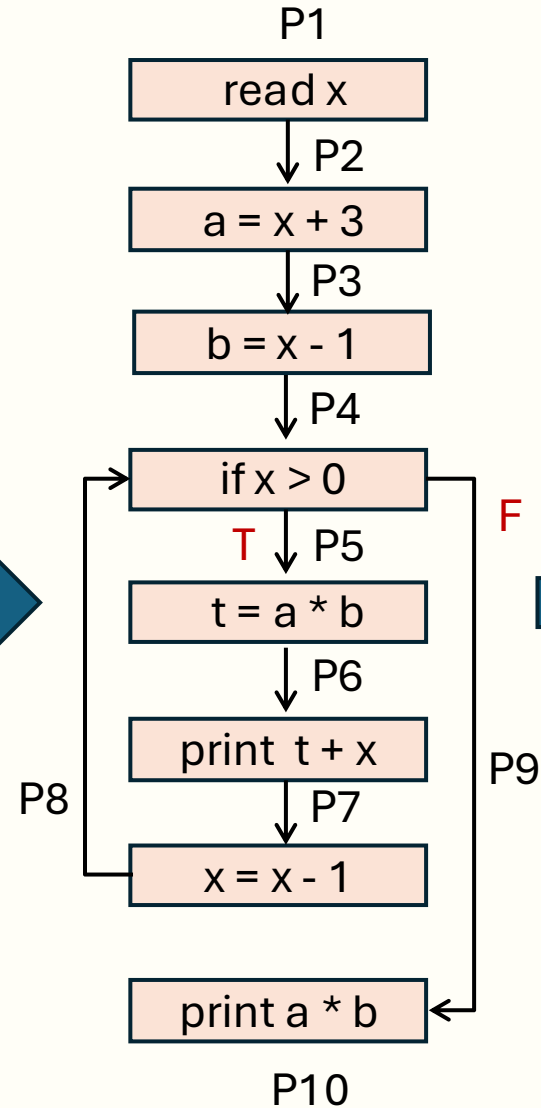 P1
read x
P2
a = x + 3
P3
b = x - 1
P4
if x > 0
F
T P5
t = a * b
P6
print t + x
P9
P8
P7
x = x - 1
print a * b
P10